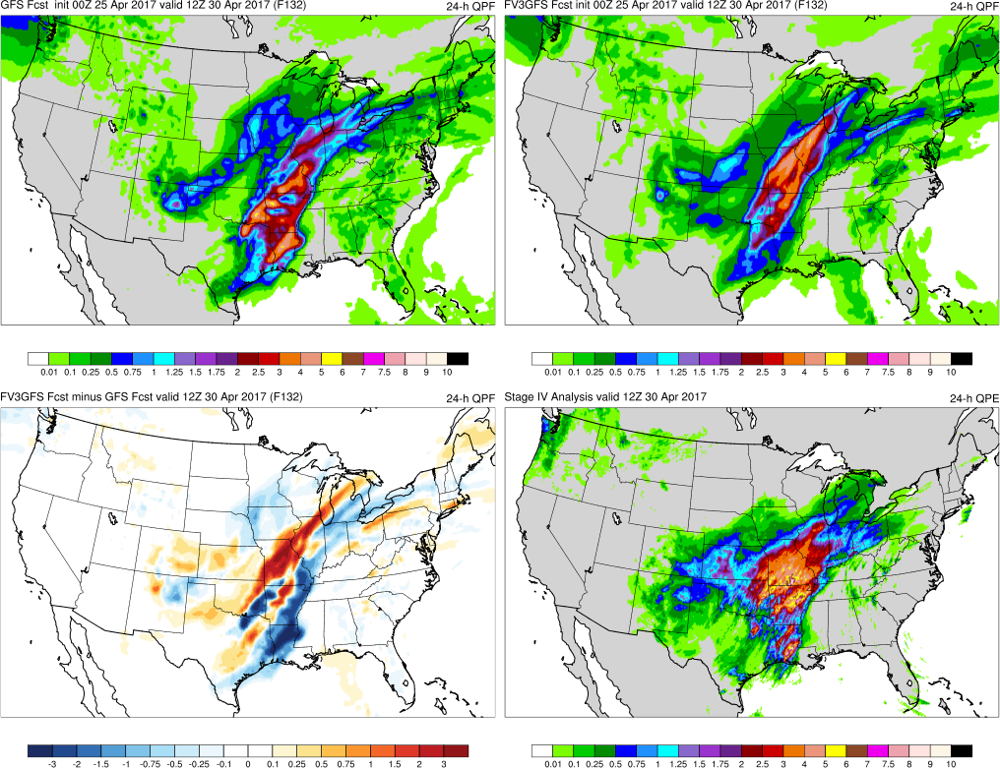 GFS Fcst  init 00Z 25 Apr 2017 valid 12Z 30 Apr 2017 (F132) 24-h QPF
FV3GFS Fcst init 00Z 25 Apr 2017 valid 12Z 30 Apr 2017 (F132) 24-h QPF
0.01 0.1 0.25 0.5 0.75 1 1.25 1.5 1.75 2 2.5 3 4 5 6 7 7.5 8 9 10
0.01 0.1 0.25 0.5 0.75 1 1.25 1.5 1.75 2 2.5 3 4 5 6 7 7.5 8 9 10
FV3GFS Fcst minus GFS Fcst valid 12Z 30 Apr 2017 (F132) 24-h QPF
Stage IV Analysis valid 12Z 30 Apr 2017 24-h QPE
-3 -2 -1.5 -1 -0.75 -0.5 -0.25 -0.1 0 0.1 0.25 0.5 0.75 1 1.5 2 3
0.01 0.1 0.25 0.5 0.75 1 1.25 1.5 1.75 2 2.5 3 4 5 6 7 7.5 8 9 10